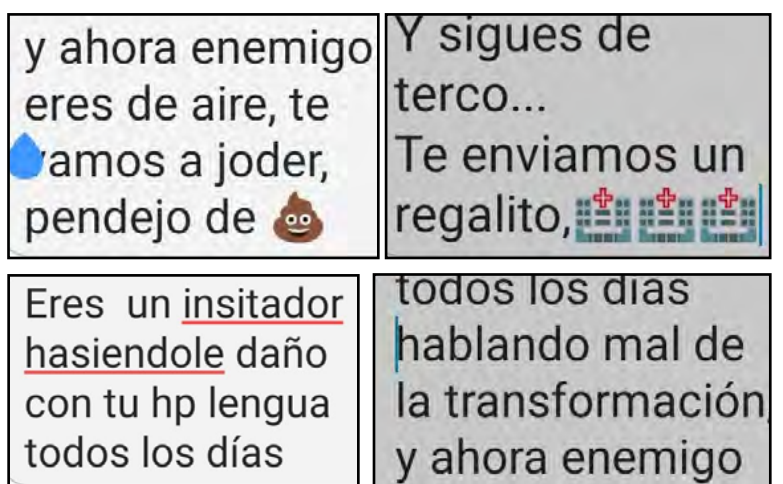 y ahora enemigo
eres de aire, te
vamos a joder,
pendejo de 💩
Y sigues de
terco...
Te enviamos un
regalito,🏥🏥🏥
Eres un insitador
hasiendole daño
con tu hp lengua
todos los días
todos los días
hablando mal de
la transformación,
y ahora enemigo